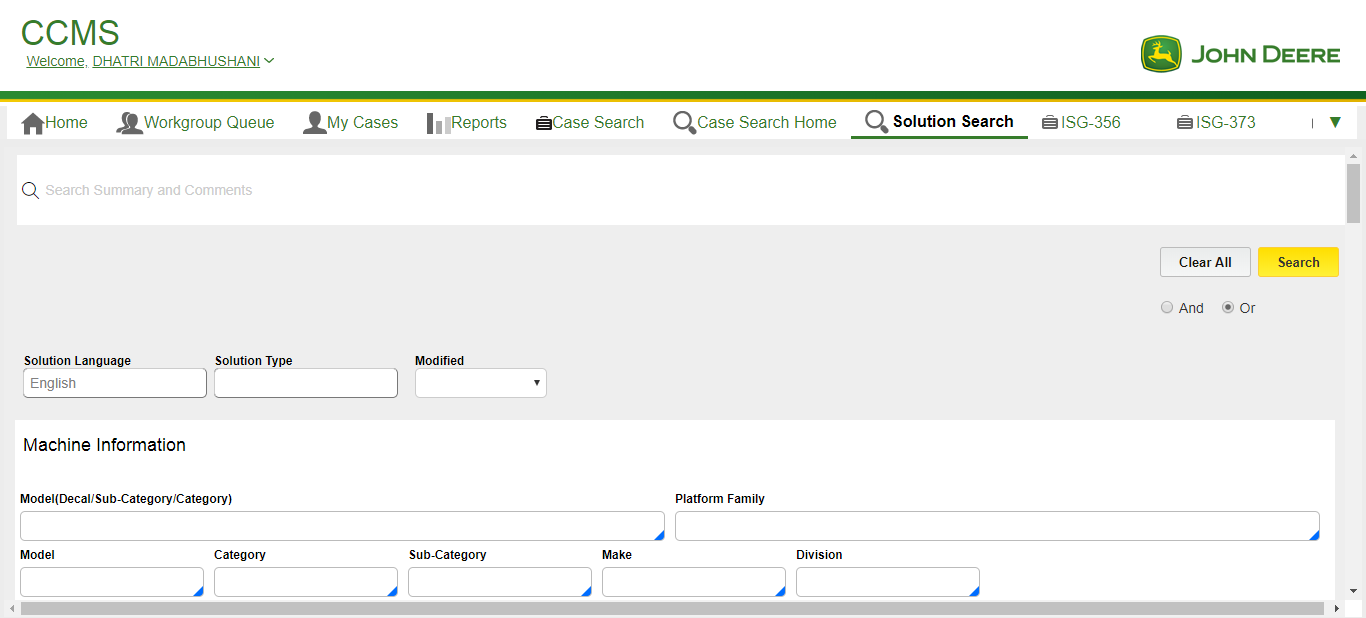 CCMS
Welcome, DHATRI MADABHUSHANI
JOHN DEERE
Home Workgroup Queue My Cases Reports Case Search Case Search Home Solution Search ISG-356 ISG-373
Search Summary and Comments
Clear All Search
And Or
Solution Language Solution Type Modified
English
Machine Information
Model(Decal/Sub-Category/Category) Platform Family
Model Category Sub-Category Make Division